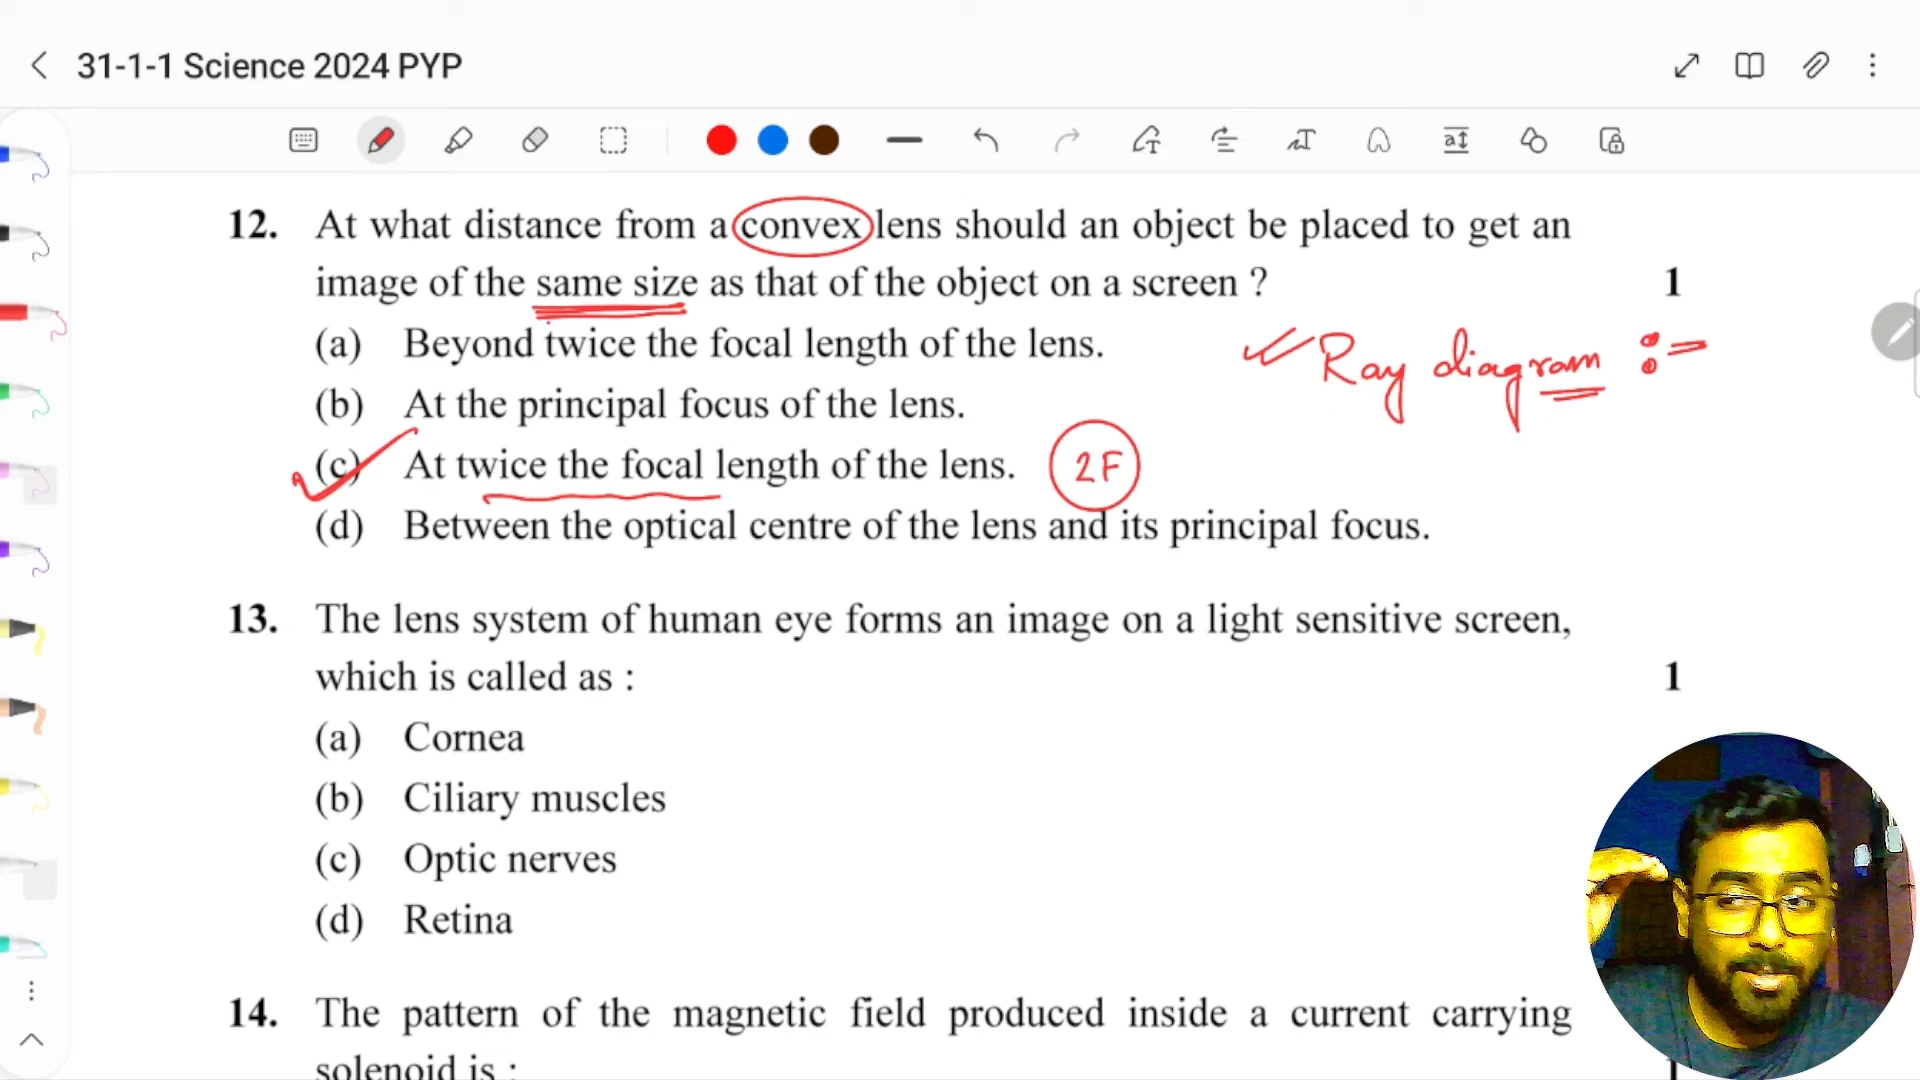 31-1-1 Science 2024 PYP
12. At what distance from a convex lens should an object be placed to get an
image of the same size as that of the object on a screen ? 1
(a) Beyond twice the focal length of the lens.
Ray diagram :-
(b) At the principal focus of the lens.
(c) At twice the focal length of the lens. 2F
(d) Between the optical centre of the lens and its principal focus.
13. The lens system of human eye forms an image on a light sensitive screen,
which is called as : 1
(a) Cornea
(b) Ciliary muscles
(c) Optic nerves
(d) Retina
14. The pattern of the magnetic field produced inside a current carrying
solenoid is : 1